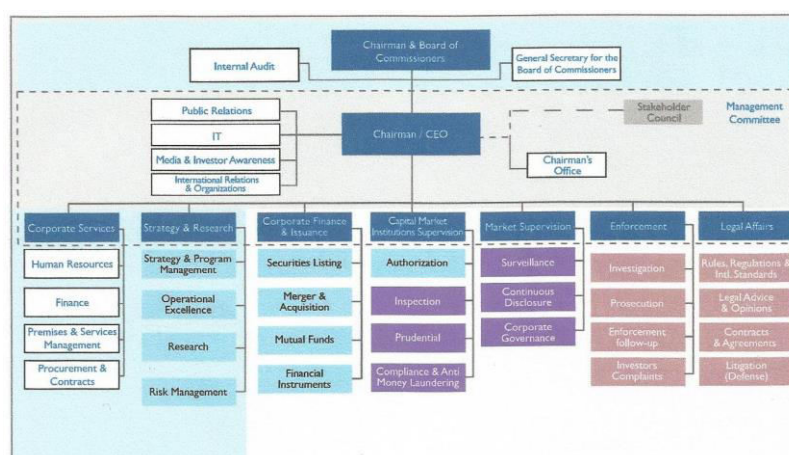 Chairman & Board of
Commissioners
Internal Audit
General Secretary for the
Board of Commissioners
Public Relations
IT
Media & Investor Awareness
International Relations
& Organizations
Chairman / CEO
Stakeholder
Council
Management
Committee
Chairman's
Office
Corporate Services
Human Resources
Finance
Premises & Services
Management
Procurement &
Contracts
Strategy & Research
Strategy & Program
Management
Operational
Excellence
Research
Risk Management
Corporate Finance
& Issuance
Securities Listing
Merger &
Acquisition
Mutual Funds
Financial
Instruments
Capital Market
Institutions Supervision
Authorization
Inspection
Prudential
Compliance & Anti
Money Laundering
Market Supervision
Surveillance
Continuous
Disclosure
Corporate
Governance
Enforcement
Investigation
Prosecution
Enforcement
follow-up
Investors
Complaints
Legal Affairs
Rules, Regulations &
Intl. Standards
Legal Advice
& Opinions
Contracts
& Agreements
Litigation
(Defense)